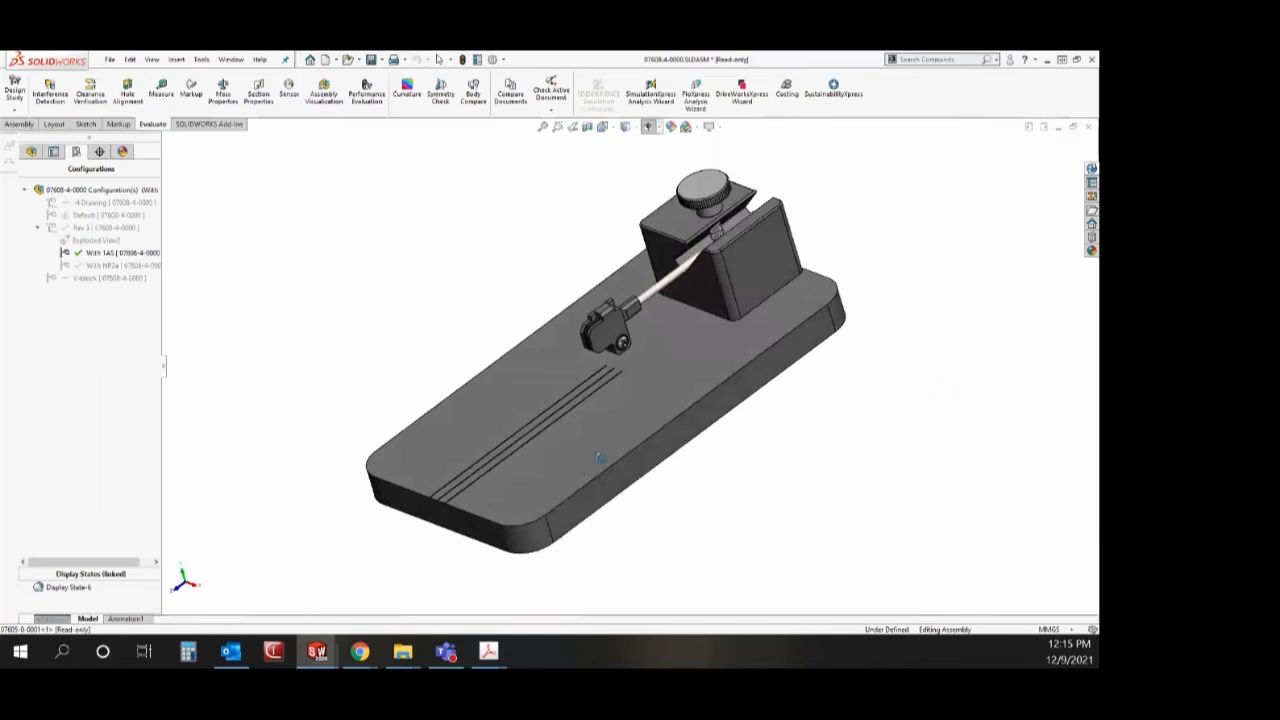 SOLIDWORKS File Edit View Insert Tools Window Help 07608-4-0000.SLDASM * [Read-only] Search Commands
Design Study Interference Detection Clearance Verification Hole Alignment Measure Markup Mass Properties Section Properties Sensor Assembly Visualization Performance Evaluation Curvature Symmetry Check Body Compare Compare Documents Check Active Document SimulationXpress Analysis Wizard FloXpress Analysis Wizard DriveWorksXpress Wizard Costing SustainabilityXpress
Assembly Layout Sketch Markup Evaluate SOLIDWORKS Add-Ins
Configurations
07608-4-0000 Configuration(s) (With
-4 Drawing [ 07608-4-0000 ]
Default [ 07608-4-0000 ]
Rev 3 [ 07608-4-0000 ]
Exploded View2
With 1AS [ 07608-4-0000
With NP2a [ 07608-4-000
V-block [ 07608-4-0000 ]
Display States (linked)
Display State-6
Model Animation1
07605-0-0001<1> [Read-only] Under Defined Editing Assembly MMGS
12:15 PM
12/9/2021